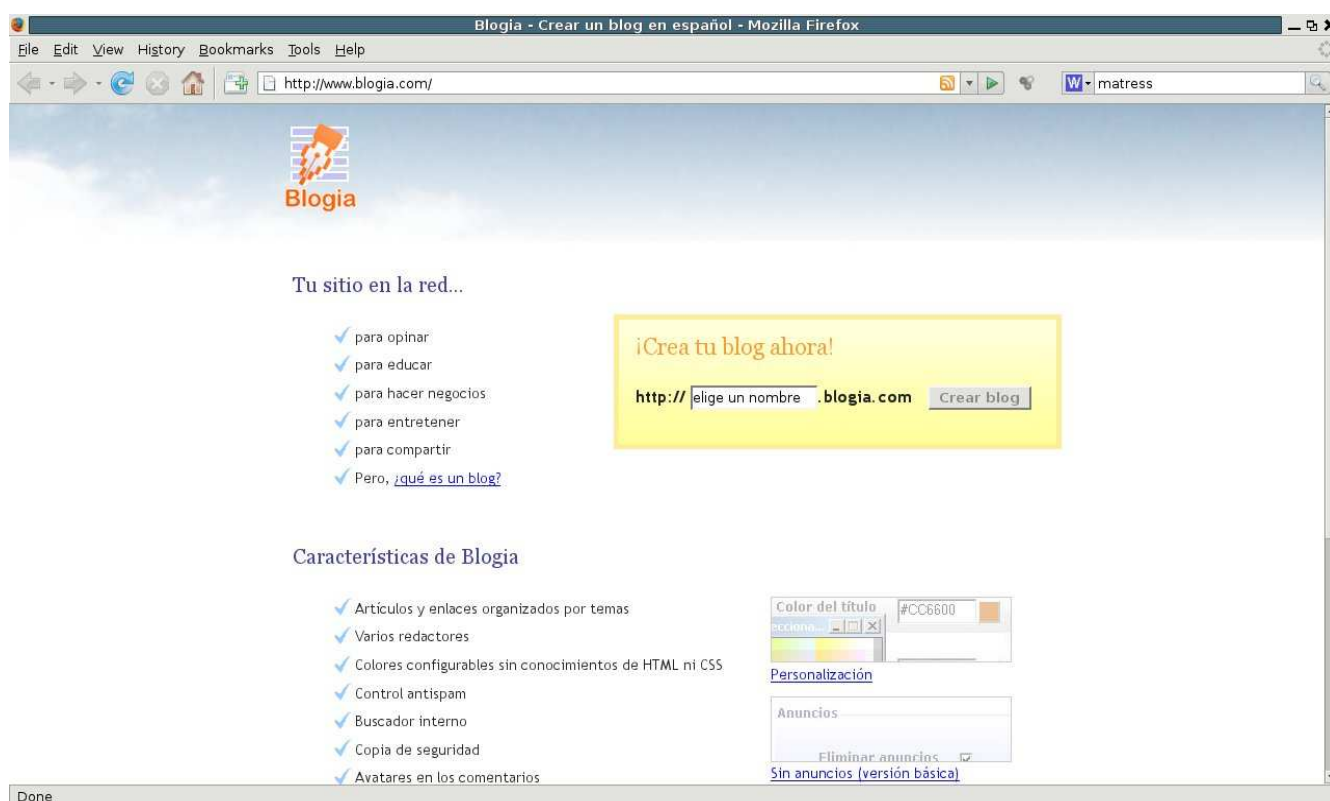 Blogia - Crear un blog en español - Mozilla Firefox
File Edit View History Bookmarks Tools Help
http://www.blogia.com/
W matress
Blogia
Tu sitio en la red...
para opinar
para educar
para hacer negocios
para entretener
para compartir
Pero, ¿qué es un blog?
¡Crea tu blog ahora!
http:// elige un nombre .blogia.com Crear blog
Características de Blogia
Artículos y enlaces organizados por temas
Varios redactores
Colores configurables sin conocimientos de HTML ni CSS
Control antispam
Buscador interno
Copia de seguridad
Avatares en los comentarios
Color del título #CC6600
ecciona...
Personalización
Anuncios
Eliminar anuncios
Sin anuncios (versión básica)
Done